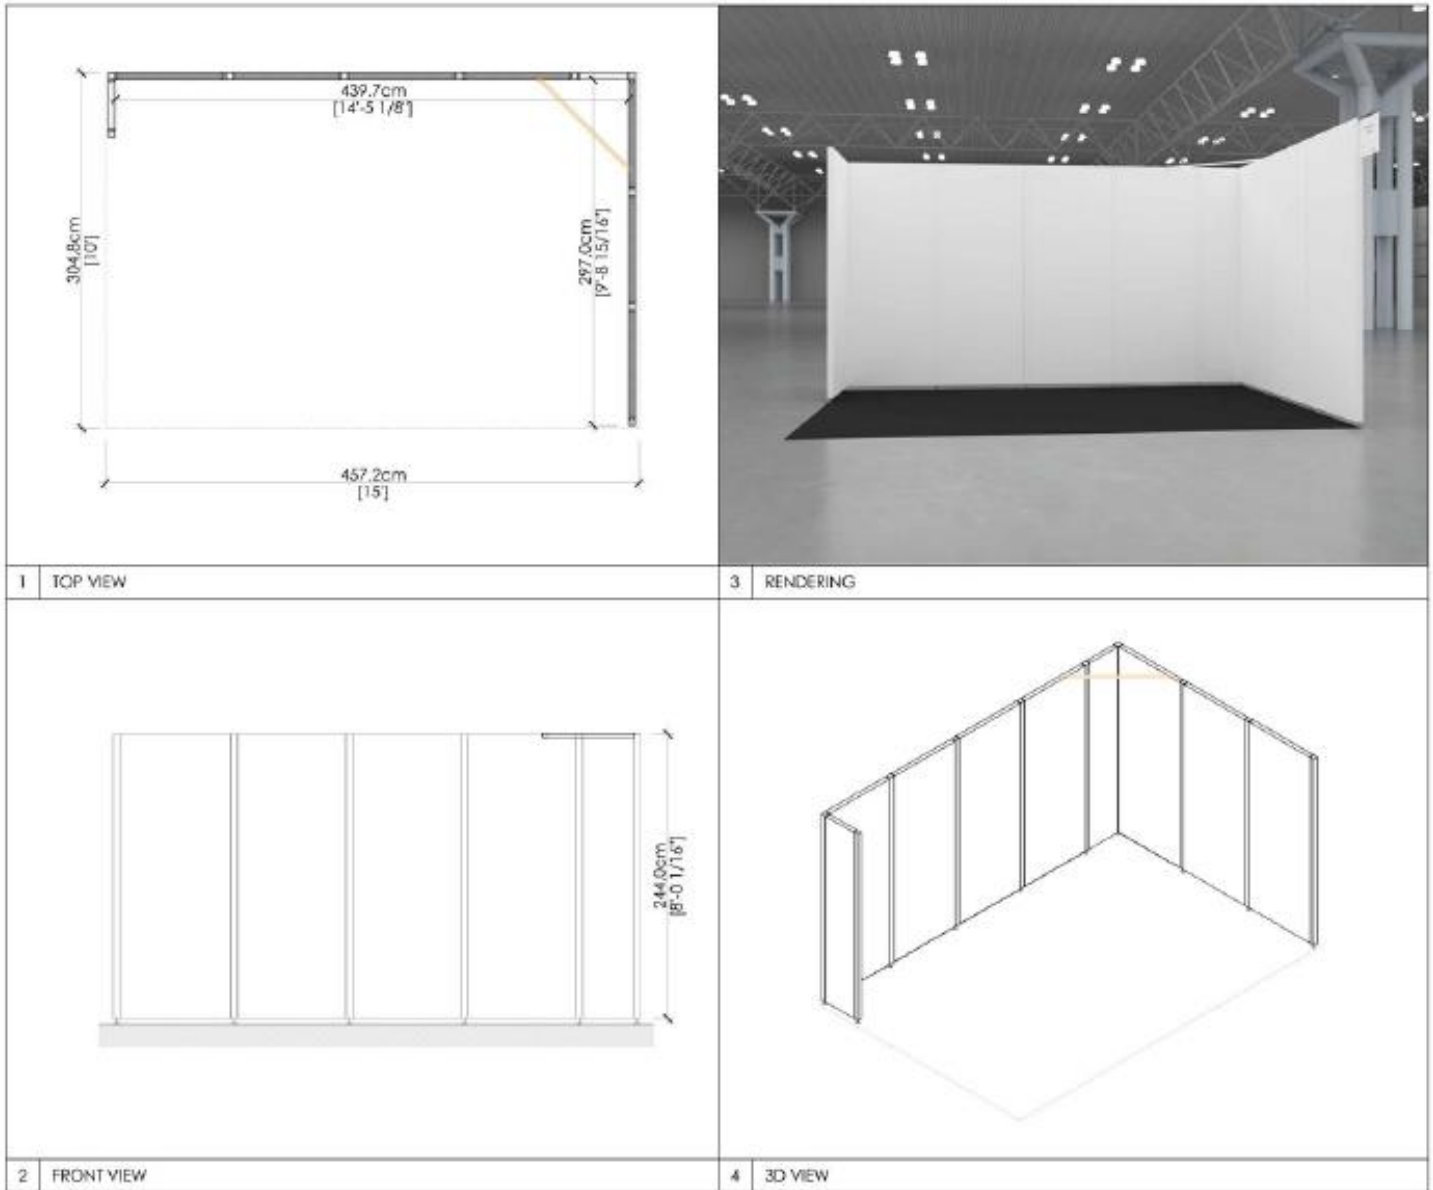 439.7cm
[14'-5 1/8"]
304.8cm
[10']
297.0cm
[9'-8 15/16"]
457.2cm
[15']
1 TOP VIEW
3 RENDERING
244.0cm
[8'-0 1/16"]
2 FRONT VIEW
4 3D VIEW